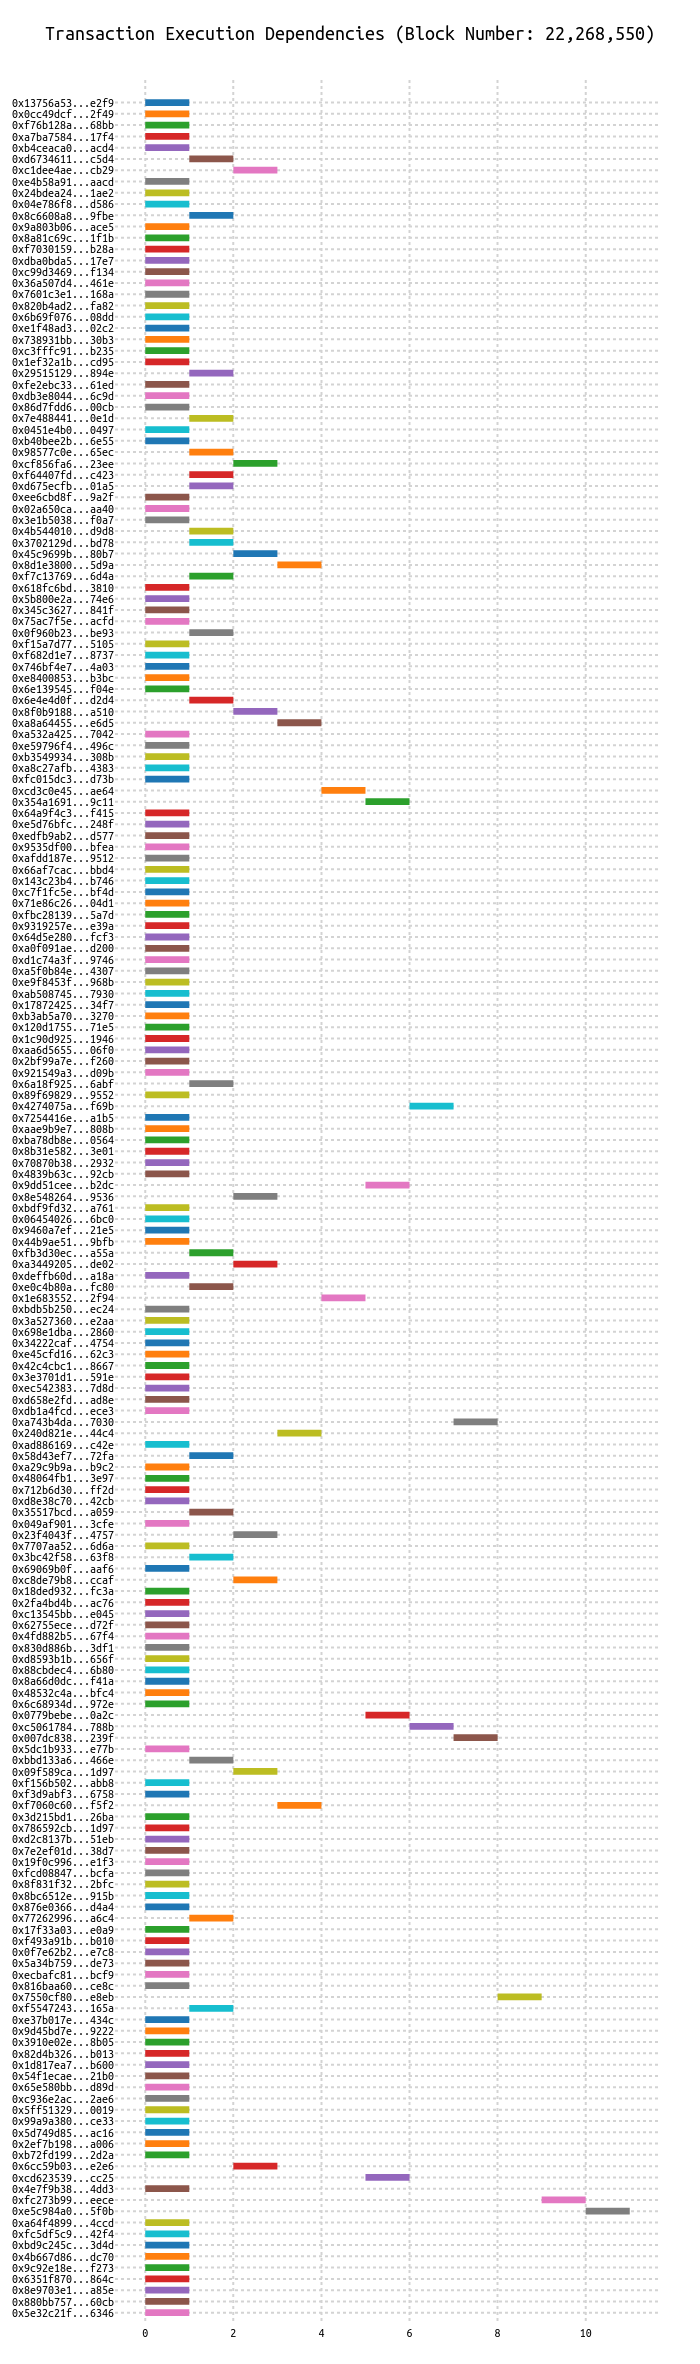 Transaction Execution Dependencies (Block Number: 22,268,550)
0x13756a53...e2f9
0x0cc49dcf...2f49
0xf76b128a...68bb
0xa7ba7584...17f4
0xb4ceaca0...acd4
0xd6734611...c5d4
0xc1dee4ae...cb29
0xe4b58a91...aacd
0x24bdea24...1ae2
0x04e786f8...d586
0x8c6608a8...9fbe
0x9a803b06...ace5
0x8a81c69c...1f1b
0xf7030159...b28a
0xdba0bda5...17e7
0xc99d3469...f134
0x36a507d4...461e
0x7601c3e1...168a
0x820b4ad2...fa82
0x6b69f076...08dd
0xe1f48ad3...02c2
0x738931bb...30b3
0xc3fffc91...b235
0x1ef32a1b...cd95
0x29515129...894e
0xfe2ebc33...61ed
0xdb3e8044...6c9d
0x86d7fdd6...00cb
0x7e488441...0e1d
0x0451e4b0...0497
0xb40bee2b...6e55
0x98577c0e...65ec
0xcf856fa6...23ee
0xf64407fd...c423
0xd675ecfb...01a5
0xee6cbd8f...9a2f
0x02a650ca...aa40
0x3e1b5038...f0a7
0x4b544010...d9d8
0x3702129d...bd78
0x45c9699b...80b7
0x8d1e3800...5d9a
0xf7c13769...6d4a
0x618fc6bd...3810
0x5b800e2a...74e6
0x345c3627...841f
0x75ac7f5e...acfd
0x0f960b23...be93
0xf15a7d77...5105
0xf682d1e7...8737
0x746bf4e7...4a03
0xe8400853...b3bc
0x6e139545...f04e
0x6e4e4d0f...d2d4
0x8f0b9188...a510
0xa8a64455...e6d5
0xa532a425...7042
0xe59796f4...496c
0xb3549934...308b
0xa8c27afb...4383
0xfc015dc3...d73b
0xcd3c0e45...ae64
0x354a1691...9c11
0x64a9f4c3...f415
0xe5d76bfc...248f
0xedfb9ab2...d577
0x9535df00...bfea
0xafdd187e...9512
0x66af7cac...bbd4
0x143c23b4...b746
0xc7f1fc5e...bf4d
0x71e86c26...04d1
0xfbc28139...5a7d
0x9319257e...e39a
0x64d5e280...fcf3
0xa0f091ae...d200
0xd1c74a3f...9746
0xa5f0b84e...4307
0xe9f8453f...968b
0xab508745...7930
0x17872425...34f7
0xb3ab5a70...3270
0x120d1755...71e5
0x1c90d925...1946
0xaa6d5655...06f0
0x2bf99a7e...f260
0x921549a3...d09b
0x6a18f925...6abf
0x89f69829...9552
0x4274075a...f69b
0x7254416e...a1b5
0xaae9b9e7...808b
0xba78db8e...0564
0x8b31e582...3e01
0x70870b38...2932
0x4839b63c...92cb
0x9dd51cee...b2dc
0x8e548264...9536
0xbdf9fd32...a761
0x06454026...6bc0
0x9460a7ef...21e5
0x44b9ae51...9bfb
0xfb3d30ec...a55a
0xa3449205...de02
0xdeffb60d...a18a
0xe0c4b80a...fc80
0x1e683552...2f94
0xbdb5b250...ec24
0x3a527360...e2aa
0x698e1dba...2860
0x34222caf...4754
0xe45cfd16...62c3
0x42c4cbc1...8667
0x3e3701d1...591e
0xec542383...7d8d
0xd658e2fd...ad8e
0xdb1a4fcd...ece3
0xa743b4da...7030
0x240d821e...44c4
0xad886169...c42e
0x58d43ef7...72fa
0xa29c9b9a...b9c2
0x48064fb1...3e97
0x712b6d30...ff2d
0xd8e38c70...42cb
0x35517bcd...a059
0x049af901...3cfe
0x23f4043f...4757
0x7707aa52...6d6a
0x3bc42f58...63f8
0x69069b0f...aaf6
0xc8de79b8...ccaf
0x18ded932...fc3a
0x2fa4bd4b...ac76
0xc13545bb...e045
0x62755ece...d72f
0x4fd882b5...67f4
0x830d886b...3df1
0xd8593b1b...656f
0x88cbdec4...6b80
0x8a66d0dc...f41a
0x48532c4a...bfc4
0x6c68934d...972e
0x0779bebe...0a2c
0xc5061784...788b
0x007dc838...239f
0x5dc1b933...e77b
0xbbd133a6...466e
0x09f589ca...1d97
0xf156b502...abb8
0xf3d9abf3...6758
0xf7060c60...f5f2
0x3d215bd1...26ba
0x786592cb...1d97
0xd2c8137b...51eb
0x7e2ef01d...38d7
0x19f0c996...e1f3
0xfcd08847...bcfa
0x8f831f32...2bfc
0x8bc6512e...915b
0x876e0366...d4a4
0x77262996...a6c4
0x17f33a03...e0a9
0xf493a91b...b010
0x0f7e62b2...e7c8
0x5a34b759...de73
0xecbafc81...bcf9
0x816baa60...ce8c
0x7550cf80...e8eb
0xf5547243...165a
0xe37b017e...434c
0x9d45bd7e...9222
0x3910e02e...8b05
0x82d4b326...b013
0x1d817ea7...b600
0x54f1ecae...21b0
0x65e580bb...d89d
0xc936e2ac...2ae6
0x5ff51329...0019
0x99a9a380...ce33
0x5d749d85...ac16
0x2ef7b198...a006
0xb72fd199...2d2a
0x6cc59b03...e2e6
0xcd623539...cc25
0x4e7f9b38...4dd3
0xfc273b99...eece
0xe5c984a0...5f0b
0xa64f4899...4ccd
0xfc5df5c9...42f4
0xbd9c245c...3d4d
0x4b667d86...dc70
0x9c92e18e...f273
0x6351f870...864c
0x8e9703e1...a85e
0x880bb757...60cb
0x5e32c21f...6346
0 2 4 6 8 10